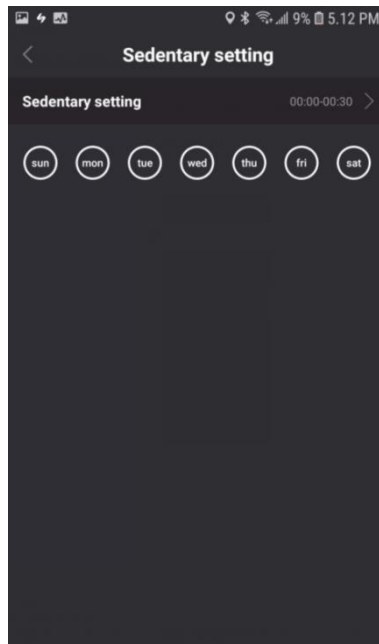 9% 5.12 PM
Sedentary setting
Sedentary setting 00:00-00:30
sun mon tue wed thu fri sat